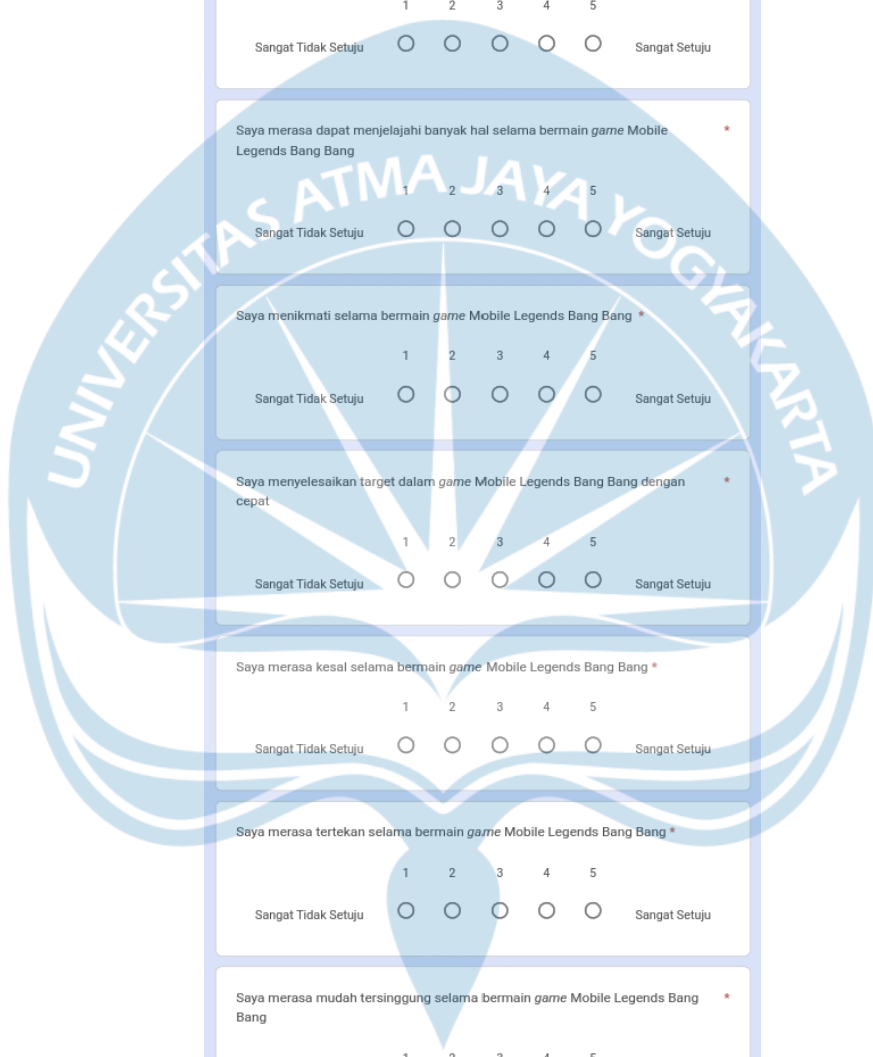 1 2 3 4 5
Sangat Tidak Setuju Sangat Setuju
Saya merasa dapat menjelajahi banyak hal selama bermain game Mobile *
Legends Bang Bang
1 2 3 4 5
Sangat Tidak Setuju Sangat Setuju
UNIVERSITAS ATMA JAYA YOGYAKARTA
Saya menikmati selama bermain game Mobile Legends Bang Bang *
1 2 3 4 5
Sangat Tidak Setuju Sangat Setuju
Saya menyelesaikan target dalam game Mobile Legends Bang Bang dengan *
cepat
1 2 3 4 5
Sangat Tidak Setuju Sangat Setuju
Saya merasa kesal selama bermain game Mobile Legends Bang Bang *
1 2 3 4 5
Sangat Tidak Setuju Sangat Setuju
Saya merasa tertekan selama bermain game Mobile Legends Bang Bang *
1 2 3 4 5
Sangat Tidak Setuju Sangat Setuju
Saya merasa mudah tersinggung selama bermain game Mobile Legends Bang *
Bang
1 2 3 4 5